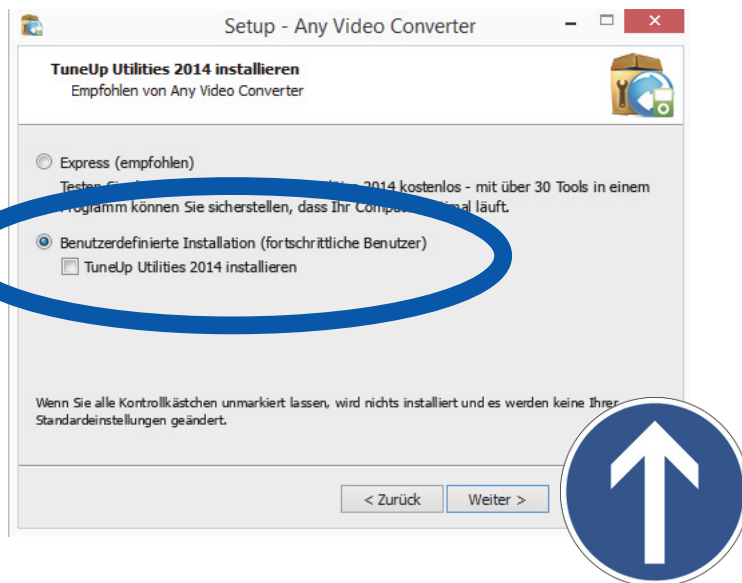 Setup - Any Video Converter
TuneUp Utilities 2014 installieren
Empfohlen von Any Video Converter
Express (empfohlen)
Testen 2014 kostenlos - mit über 30 Tools in einem
Programm können Sie sicherstellen, dass Ihr läuft.
Benutzerdefinierte Installation (fortschrittliche Benutzer)
TuneUp Utilities 2014 installieren
Wenn Sie alle Kontrollkästchen unmarkiert lassen, wird nichts installiert und es werden keine Ihrer
Standardeinstellungen geändert.
< Zurück
Weiter >